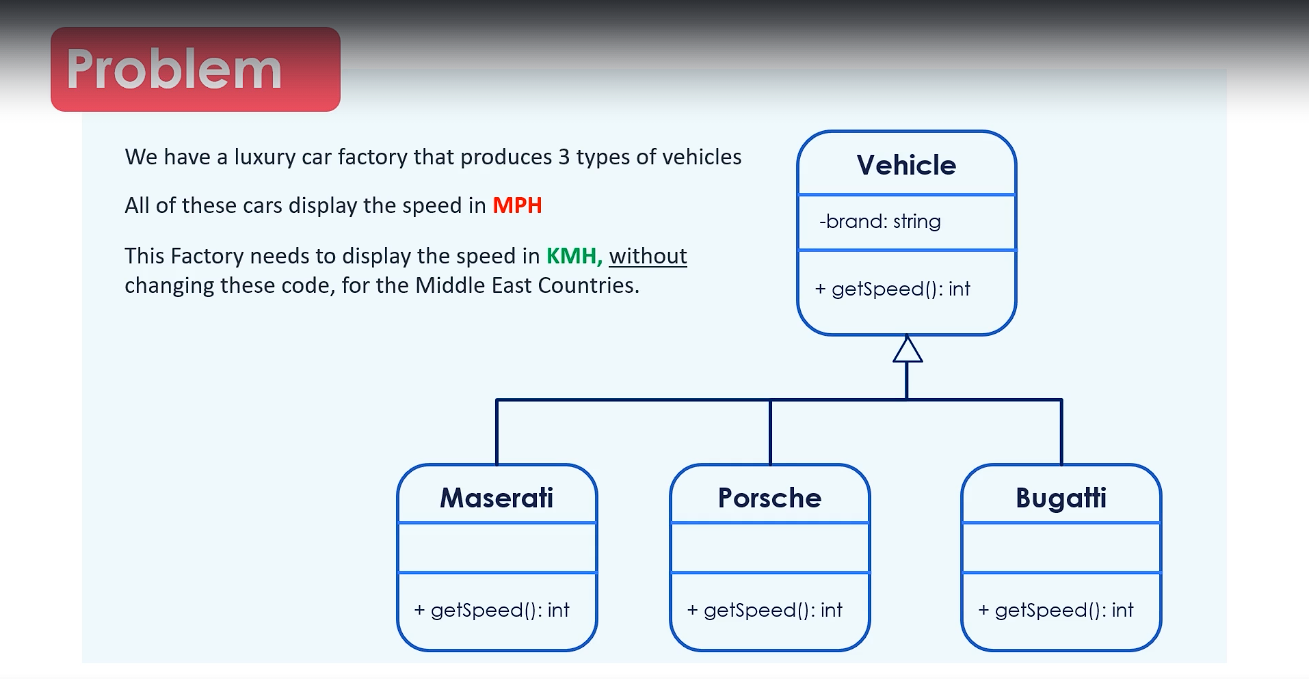 Problem
We have a luxury car factory that produces 3 types of vehicles
All of these cars display the speed in MPH
This Factory needs to display the speed in KMH, without
changing these code, for the Middle East Countries.
Vehicle
-brand: string
+ getSpeed(): int
Maserati
+ getSpeed(): int
Porsche
+ getSpeed(): int
Bugatti
+ getSpeed(): int